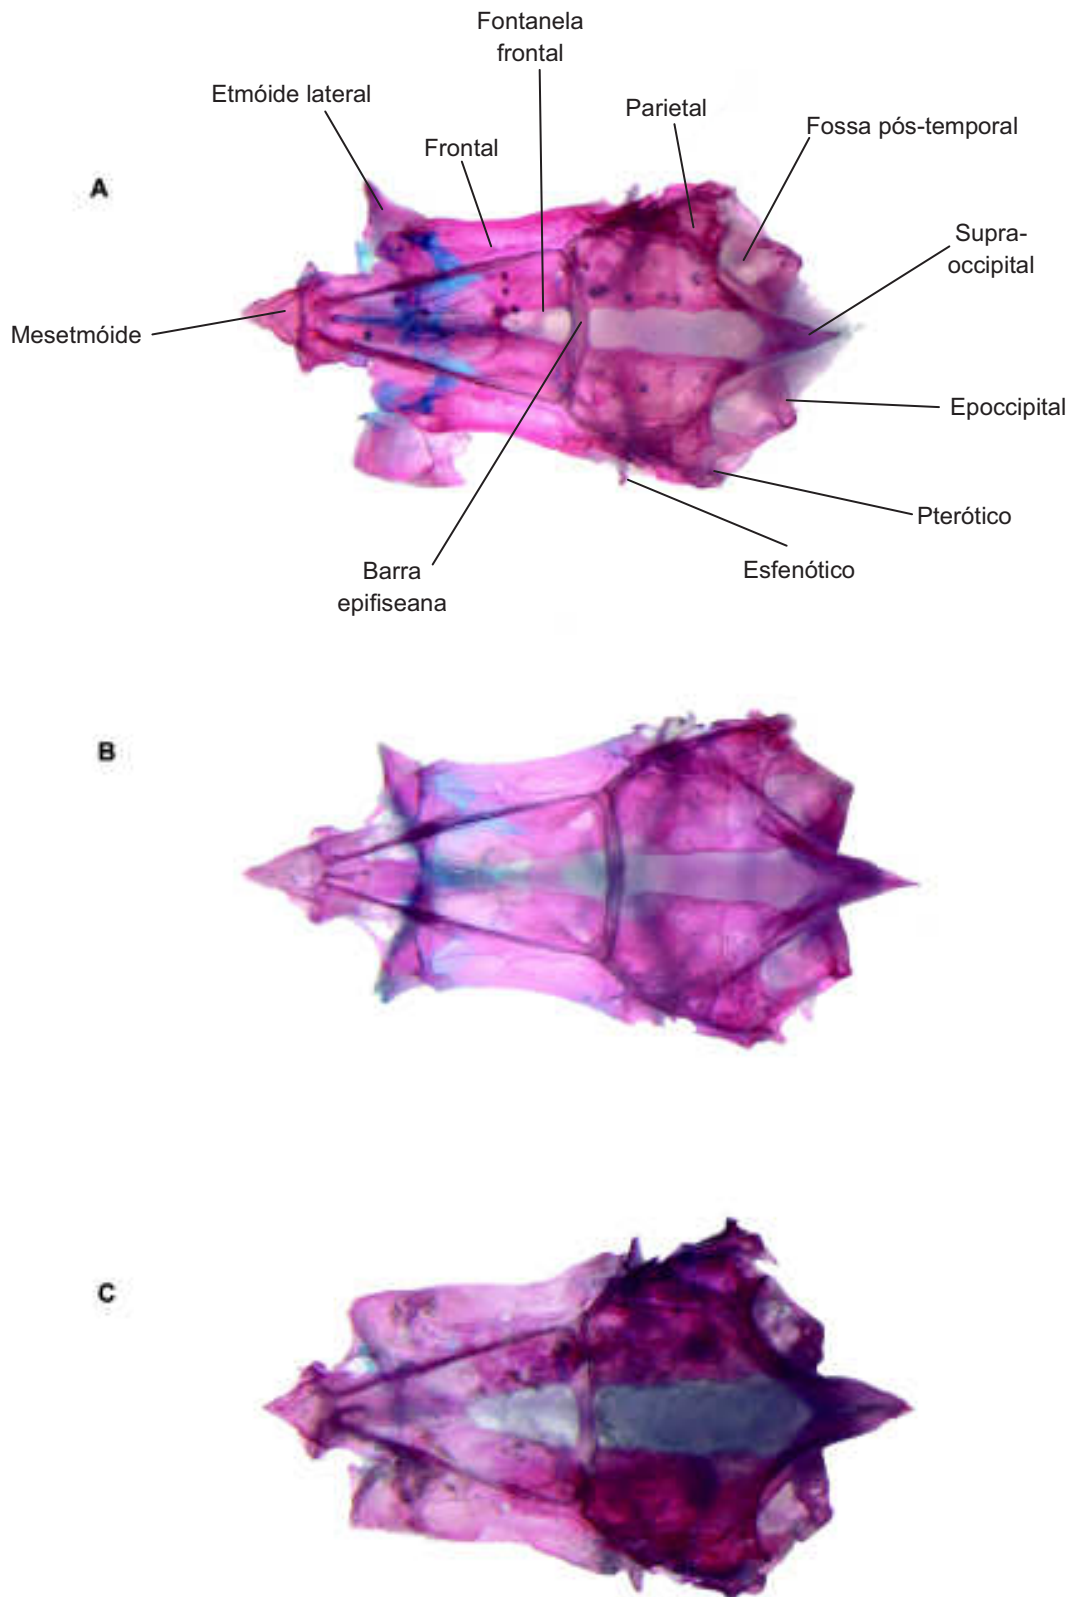 Fontanela
frontal
Etmóide lateral
Parietal
Fossa pós-temporal
Frontal
A
Supra-
occipital
Mesetmóide
Epoccipital
Pterótico
Barra
epifiseana
Esfenótico
B
C